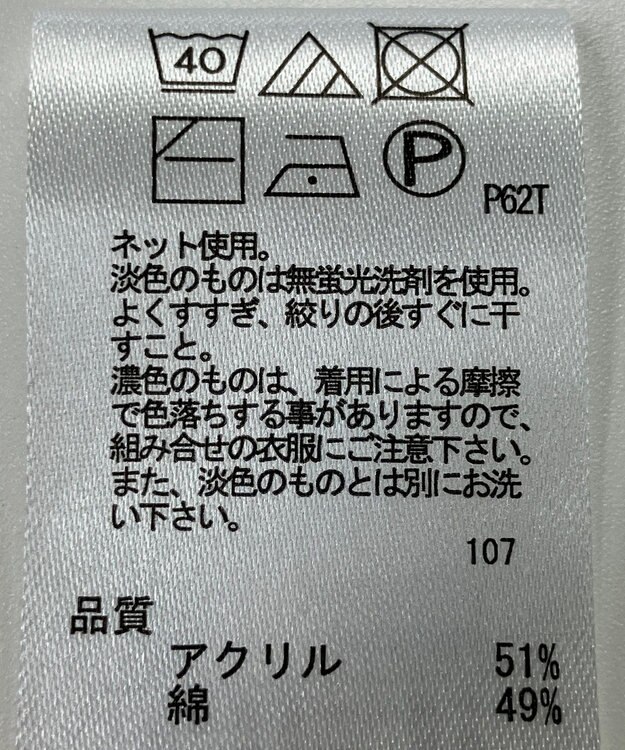 40
P
P62T
ネット使用。
淡色のものは無蛍光洗剤を使用。
よくすすぎ、絞りの後すぐに干
すこと。
濃色のものは、着用による摩擦
で色落ちする事がありますので、
組み合せの衣服にご注意下さい。
また、淡色のものとは別にお洗
い下さい。
107
品質
アクリル 51%
綿 49%